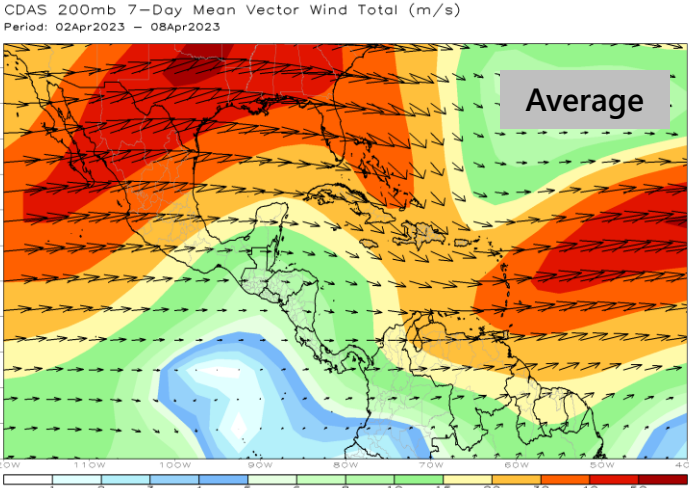 CDAS 200mb 7-Day Mean Vector Wind Total (m/s)
Period: 02Apr2023 - 08Apr2023
Average
110W 100W 90W 80W 70W 60W 50W 40W